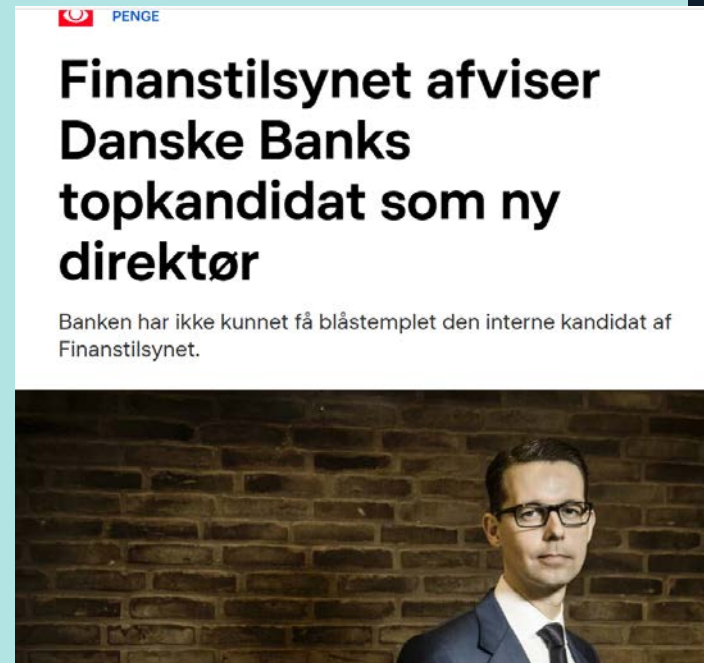 PENGE
Finanstilsynet afviser
Danske Banks
topkandidat som ny
direktør
Banken har ikke kunnet få blåstemplet den interne kandidat af
Finanstilsynet.